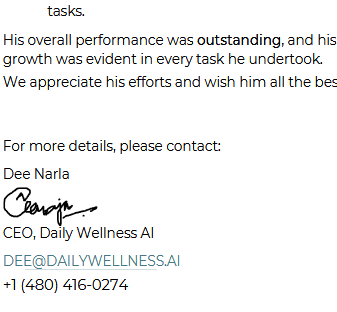 tasks.
His overall performance was outstanding, and his
growth was evident in every task he undertook.
We appreciate his efforts and wish him all the bes
For more details, please contact:
Dee Narla
CEO, Daily Wellness AI
DEE@DAILYWELLNESS.AI
+1 (480) 416-0274